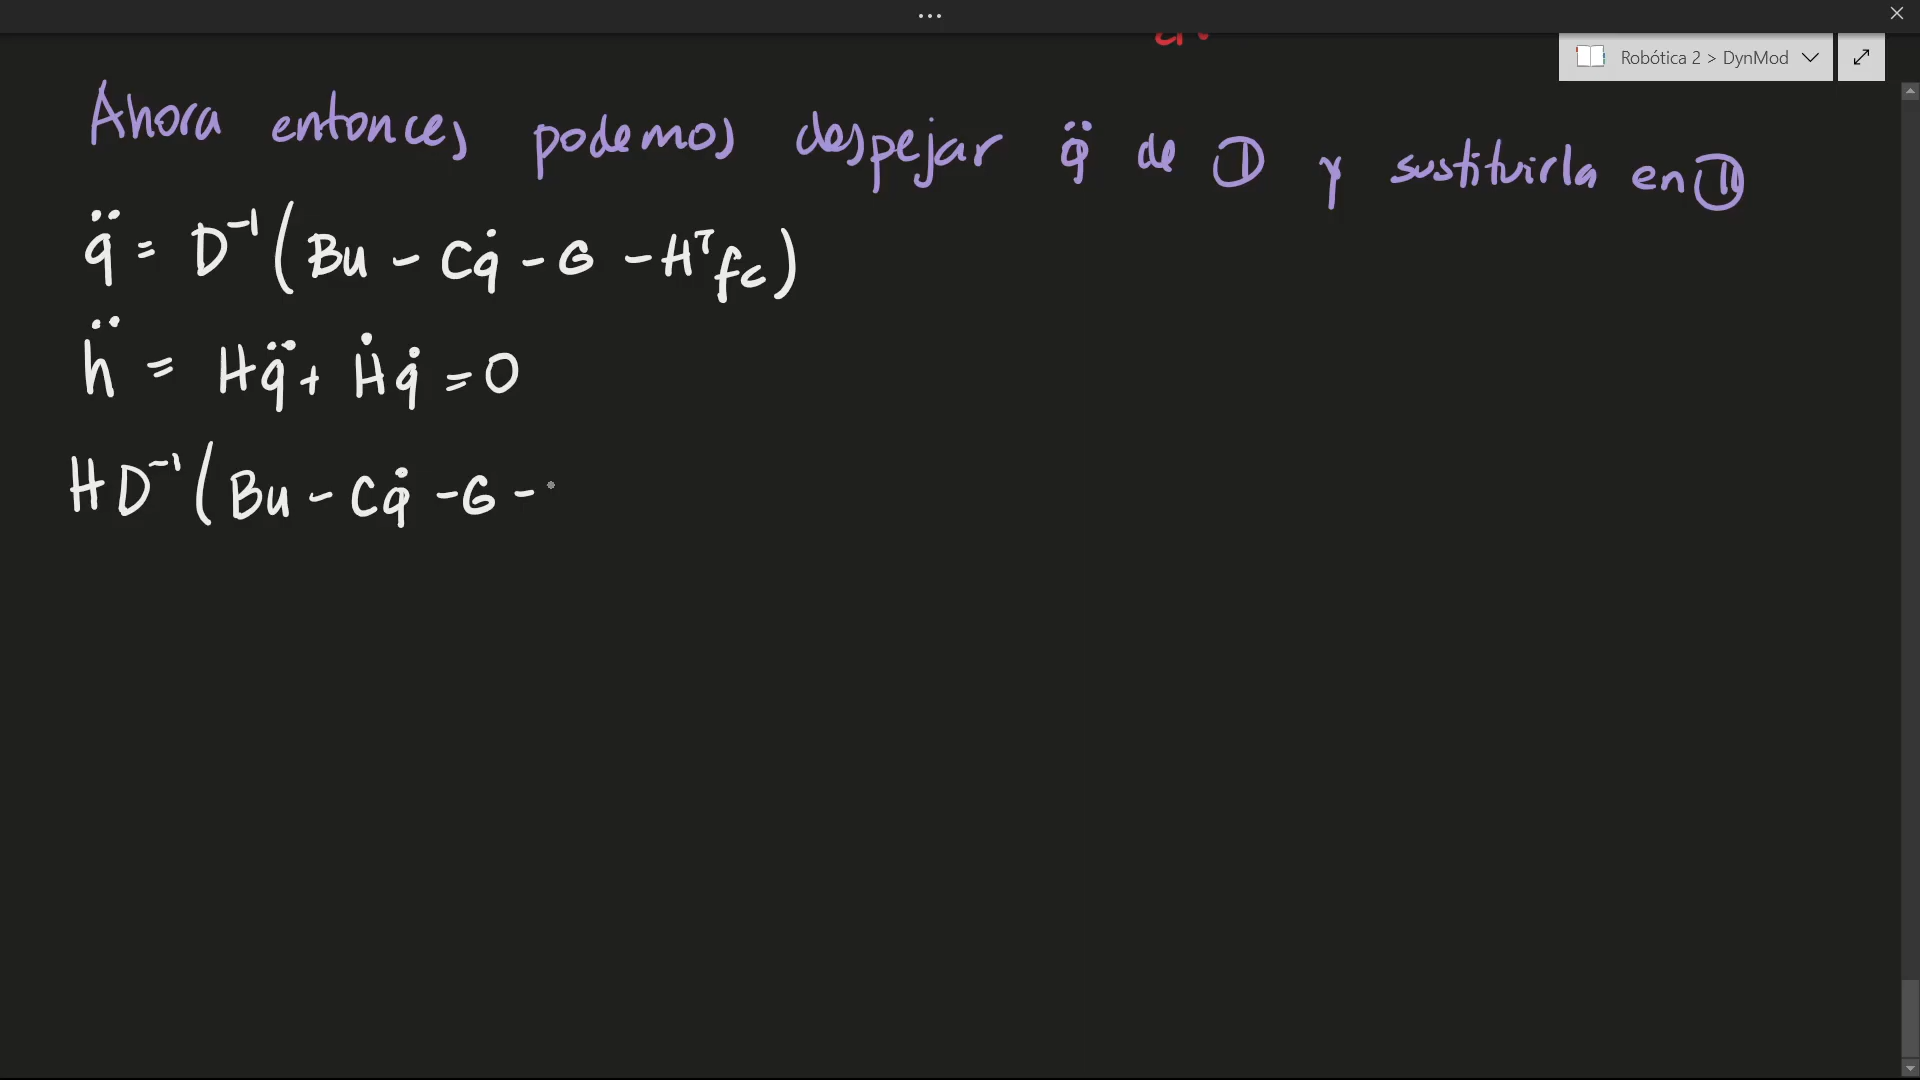 Robótica 2 > DynMod
Ahora entonces podemos despejar q̈ de Ⓘ y sustituirla en Ⓘ Ⓘ
q̈ = D⁻¹(Bu - Cq̇ - G - Hᵀfc)
ḧ = Hq̈ + Ḣq̇ = 0
HD⁻¹(Bu - Cq̇ - G -